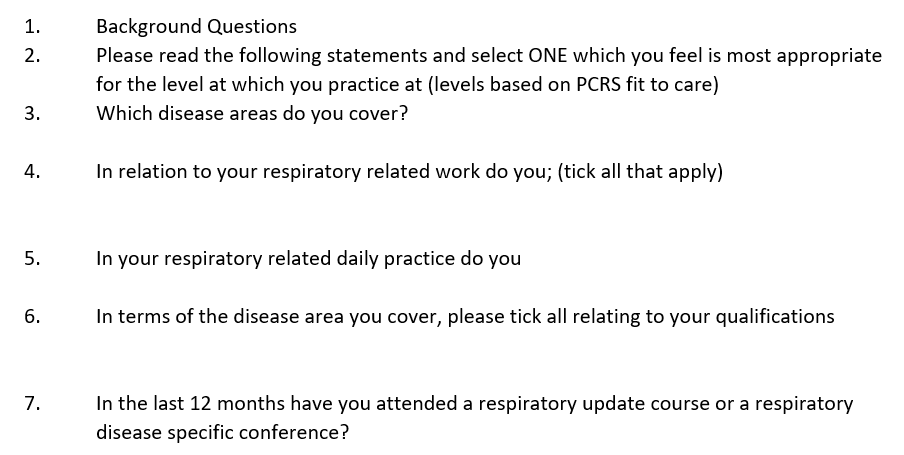 1. Background Questions
2. Please read the following statements and select ONE which you feel is most appropriate
for the level at which you practice at (levels based on PCRS fit to care)
3. Which disease areas do you cover?
4. In relation to your respiratory related work do you; (tick all that apply)
5. In your respiratory related daily practice do you
6. In terms of the disease area you cover, please tick all relating to your qualifications
7. In the last 12 months have you attended a respiratory update course or a respiratory
disease specific conference?